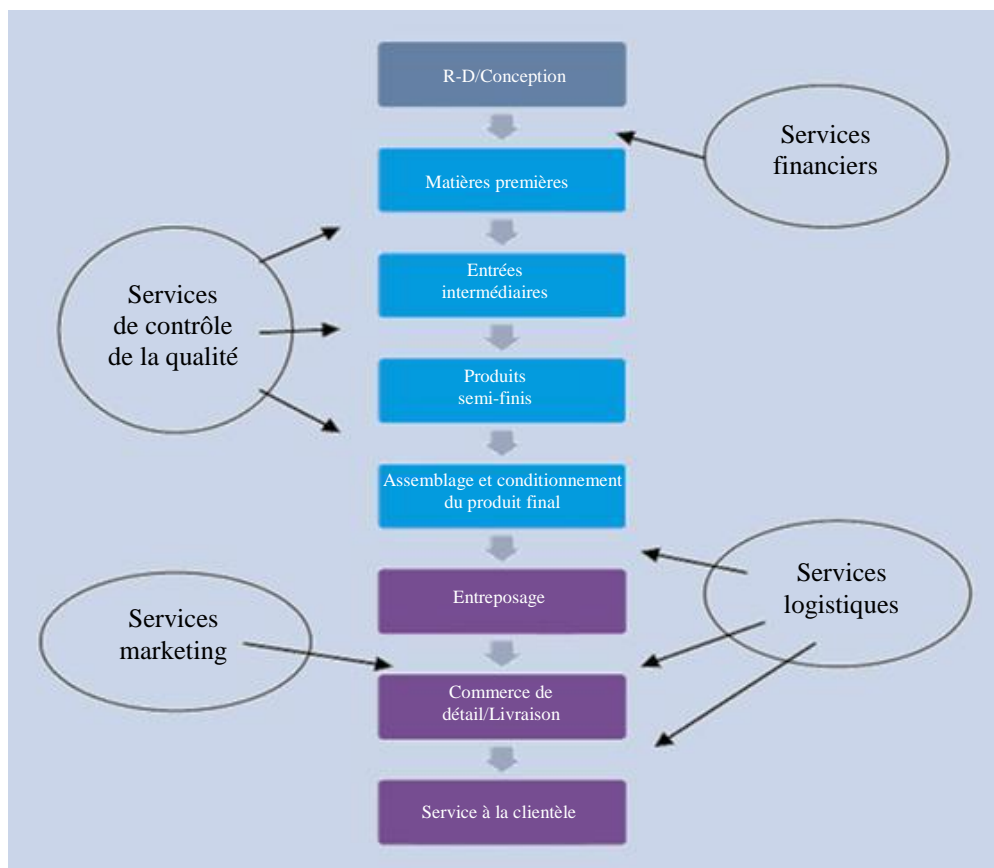 R-D/Conception
Services
financiers
Matières premières
Entrées
intermédiaires
Services
de contrôle
de la qualité
Produits
semi-finis
Assemblage et conditionnement
du produit final
Services
logistiques
Entreposage
Services
marketing
Commerce de
détail/Livraison
Service à la clientèle